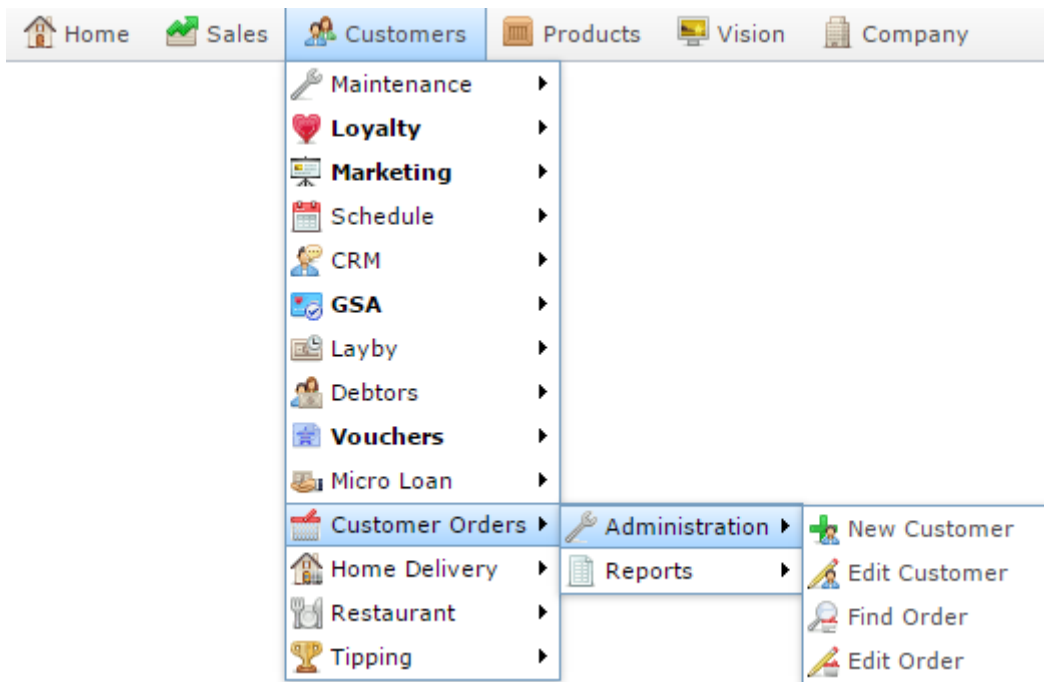 Home Sales Customers Products Vision Company
Maintenance
Loyalty
Marketing
Schedule
CRM
GSA
Layby
Debtors
Vouchers
Micro Loan
Customer Orders Administration New Customer
Home Delivery Reports Edit Customer
Restaurant Find Order
Tipping Edit Order